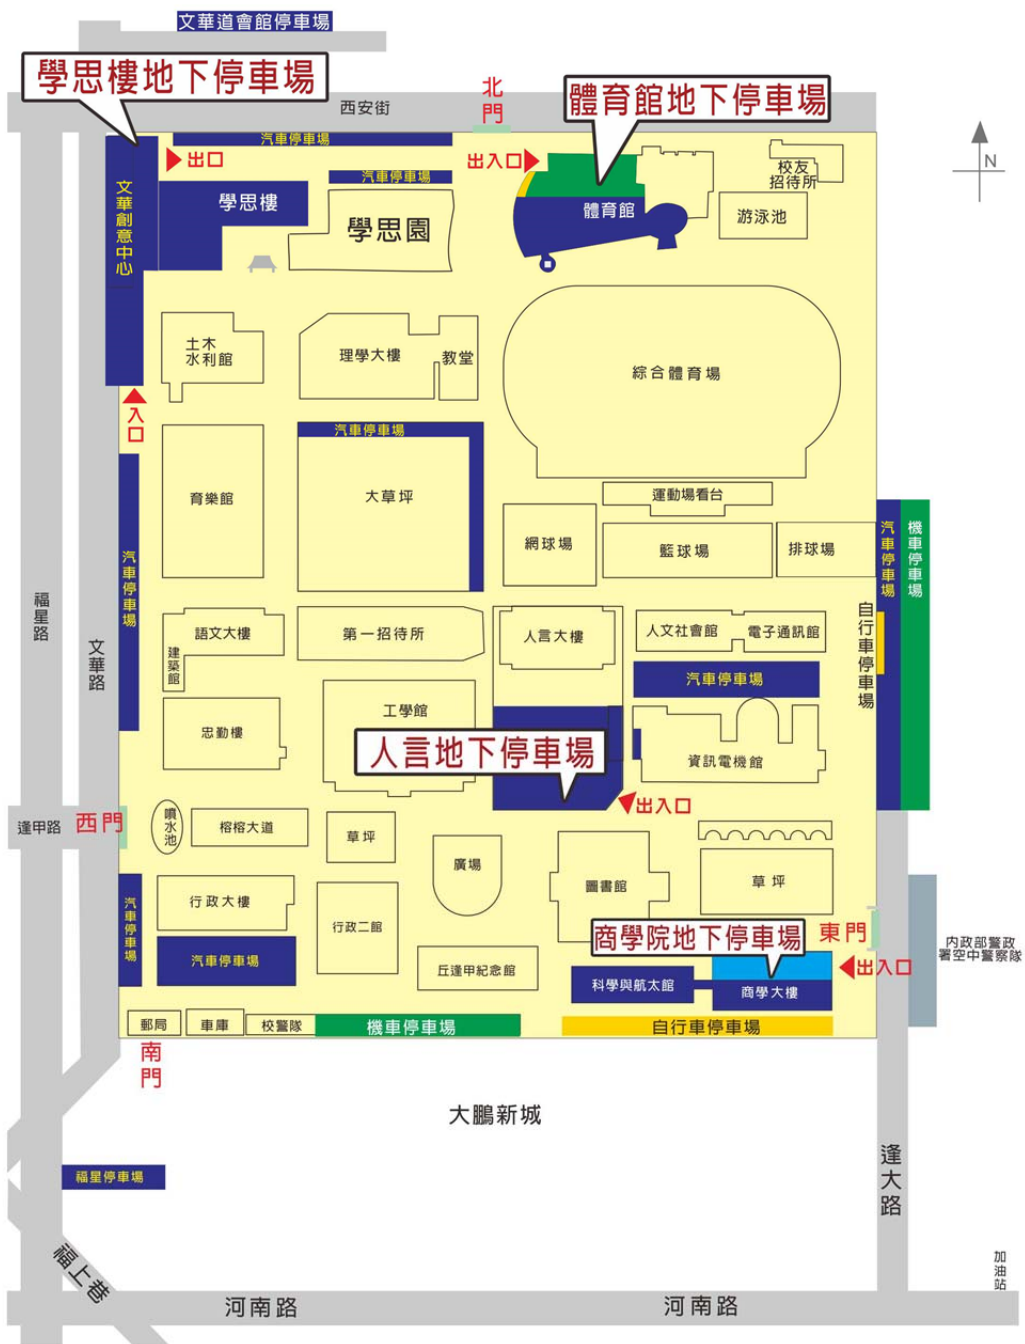 文華道會館停車場
學思樓地下停車場
體育館地下停車場
北門
西安街
汽車停車場
出口
出入口
汽車停車場
校友
招待所
N
文華創意中心
學思樓
學思園
體育館
游泳池
土木
水利館
理學大樓
教堂
綜合體育場
入口
汽車停車場
育樂館
大草坪
運動場看台
網球場
籃球場
排球場
汽車停車場
機車停車場
汽車停車場
福星路
文華路
語文大樓
建築館
第一招待所
人言大樓
人文社會館
電子通訊館
自行車停車場
汽車停車場
忠勤樓
工學館
人言地下停車場
資訊電機館
出入口
逢甲路
西門
噴水池
榕榕大道
草坪
廣場
圖書館
草坪
汽車停車場
行政大樓
行政二館
商學院地下停車場
東門
內政部警政
署空中警察隊
汽車停車場
丘逢甲紀念館
科學與航太館
商學大樓
出入口
郵局
車庫
校警隊
機車停車場
自行車停車場
南門
大鵬新城
福星停車場
逢大路
福上巷
加油站
河南路
河南路